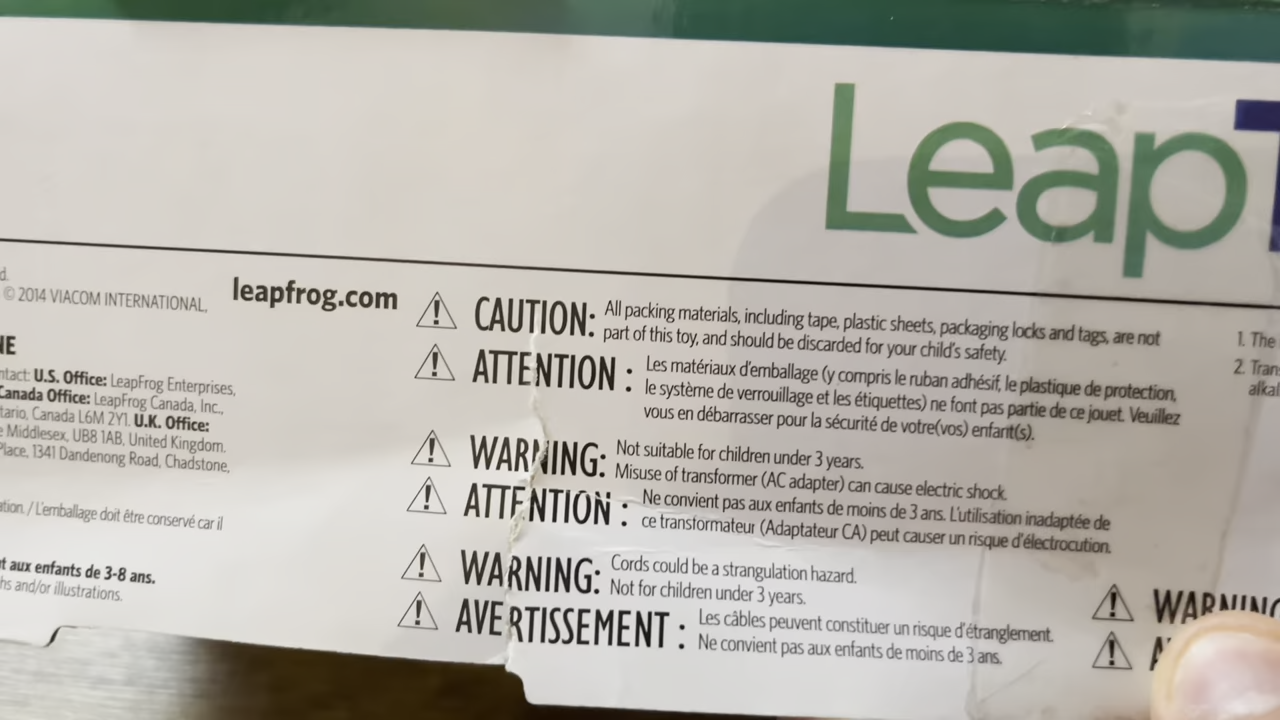 Leap
d.
© 2014 VIACOM INTERNATIONAL,
leapfrog.com
ntact: U.S. Office: LeapFrog Enterprises,
Canada Office: LeapFrog Canada, Inc.,
tario, Canada L6M 2Y1. U.K. Office:
e Middlesex, UB8 1AB, United Kingdom.
Place, 1341 Dandenong Road, Chadstone,
ation. / L'emballage doit être conservé car il
t aux enfants de 3-8 ans.
hs and/or illustrations.
⚠ CAUTION: All packing materials, including tape, plastic sheets, packaging locks and tags, are not
part of this toy, and should be discarded for your child's safety.
⚠ ATTENTION : Les matériaux d'emballage (y compris le ruban adhésif, le plastique de protection,
le système de verrouillage et les étiquettes) ne font pas partie de ce jouet. Veuillez
vous en débarrasser pour la sécurité de votre(vos) enfant(s).
⚠ WARNING: Not suitable for children under 3 years.
Misuse of transformer (AC adapter) can cause electric shock.
⚠ ATTENTION : Ne convient pas aux enfants de moins de 3 ans. L'utilisation inadaptée de
ce transformateur (Adaptateur CA) peut causer un risque d'électrocution.
⚠ WARNING: Cords could be a strangulation hazard.
Not for children under 3 years.
⚠ AVERTISSEMENT : Les câbles peuvent constituer un risque d'étranglement.
Ne convient pas aux enfants de moins de 3 ans.
1. The
2. Tran
alkal
⚠ WARNING
⚠ A